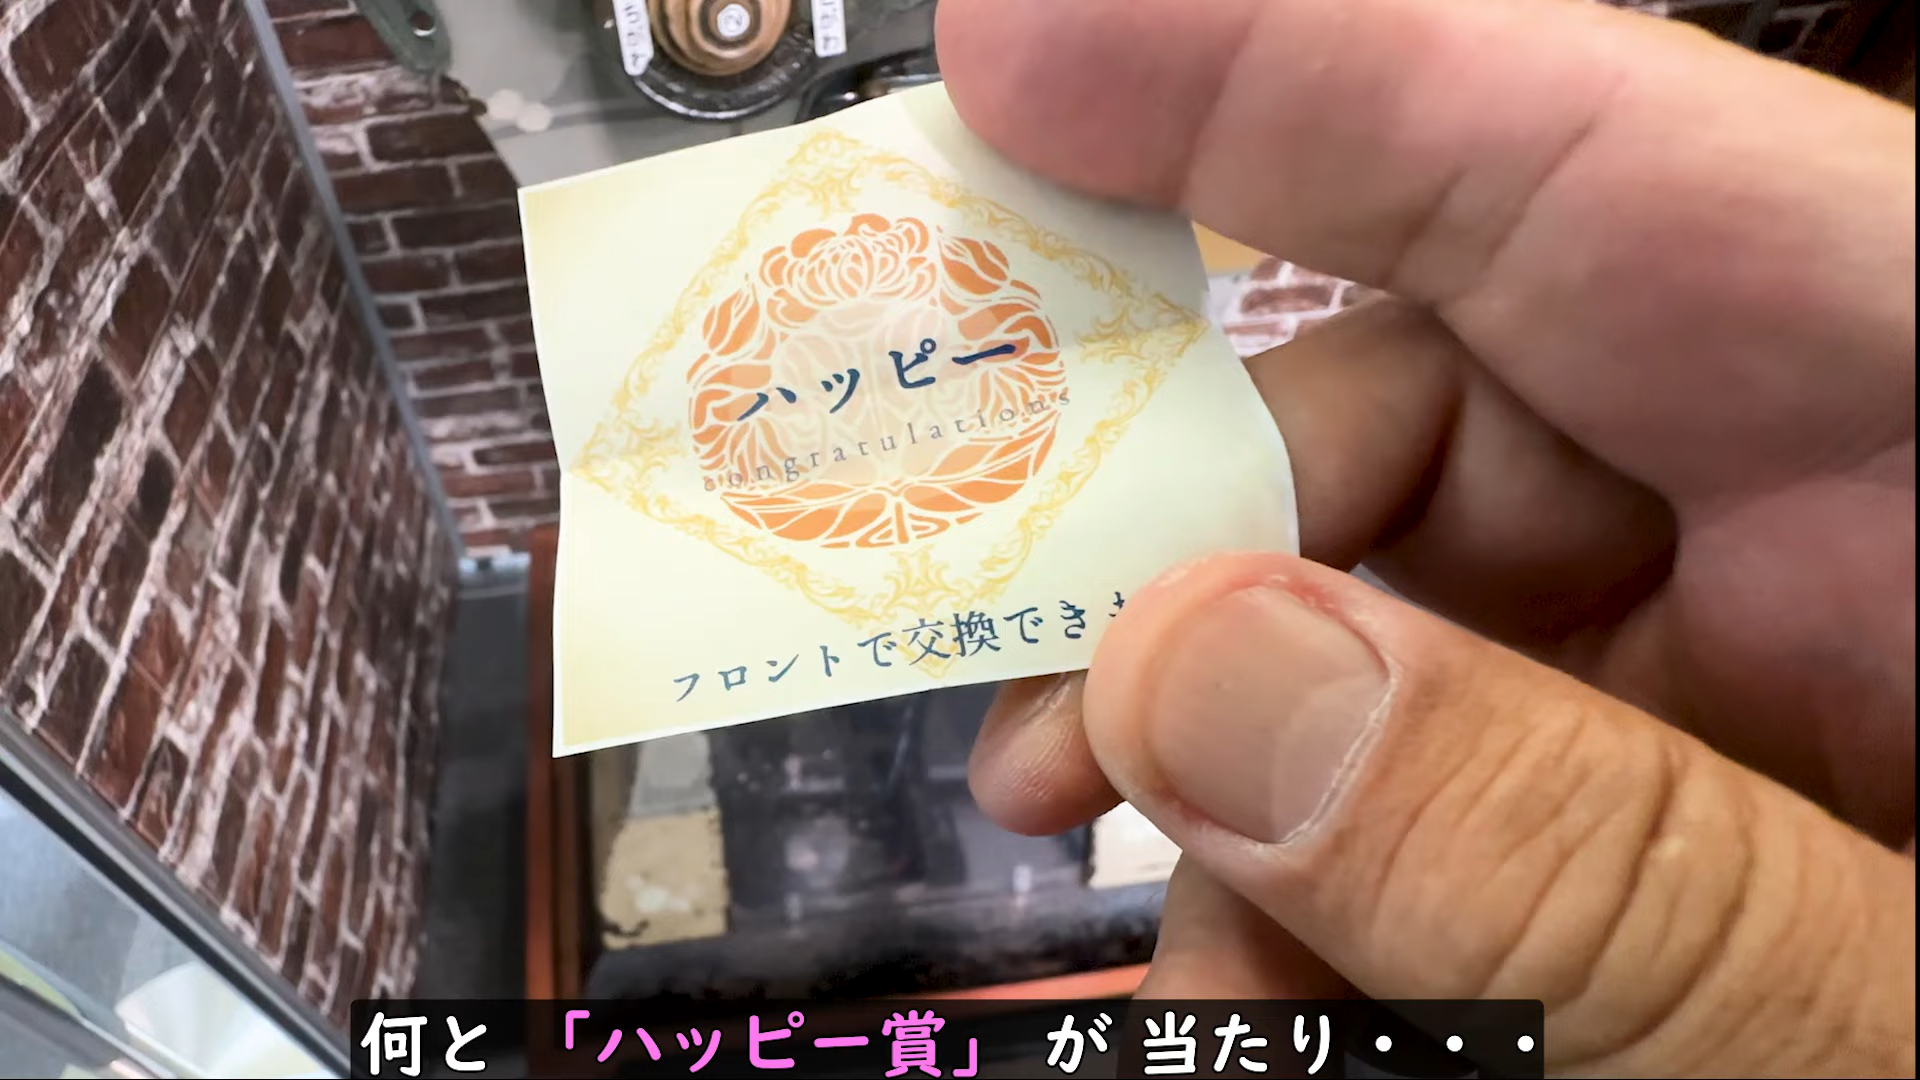 ハッピー
congratulations
フロントで交換でき
何と「ハッピー賞」が当たり・・・